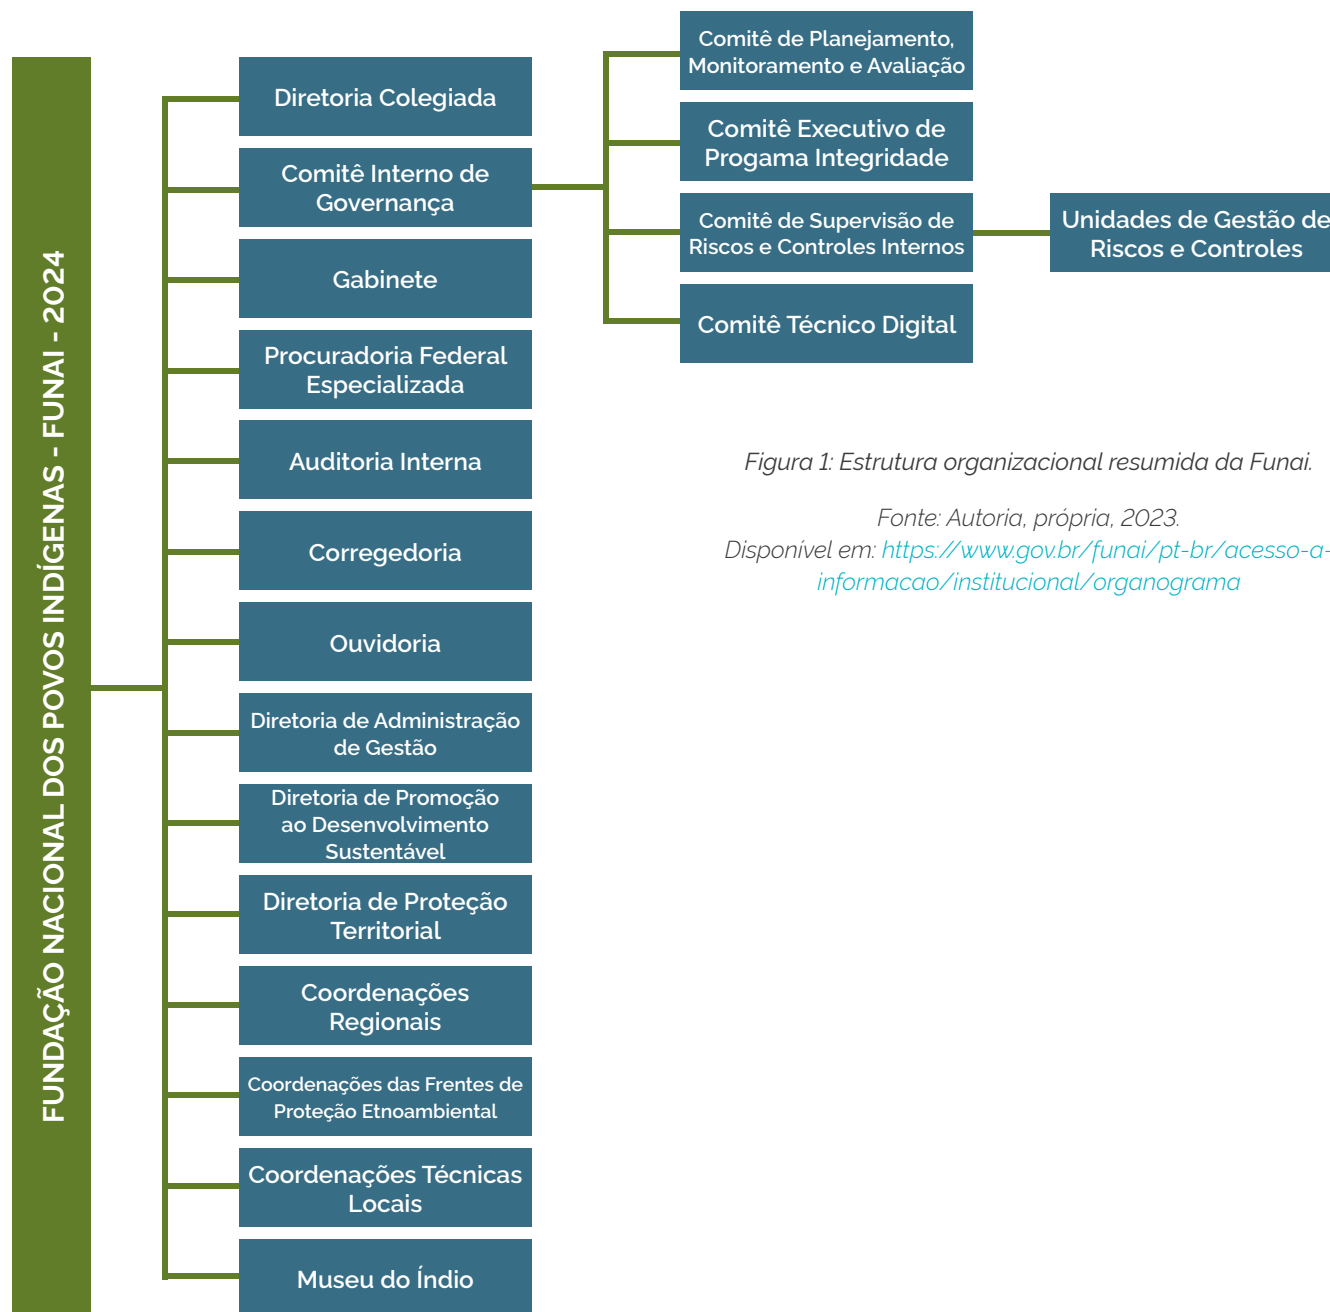 FUNDAÇÃO NACIONAL DOS POVOS INDÍGENAS - FUNAI - 2024
Diretoria Colegiada
Comitê Interno de
Governança
Gabinete
Procuradoria Federal
Especializada
Auditoria Interna
Corregedoria
Ouvidoria
Diretoria de Administração
de Gestão
Diretoria de Promoção
ao Desenvolvimento
Sustentável
Diretoria de Proteção
Territorial
Coordenações
Regionais
Coordenações das Frentes de
Proteção Etnoambiental
Coordenações Técnicas
Locais
Museu do Índio
Comitê de Planejamento,
Monitoramento e Avaliação
Comitê Executivo de
Progama Integridade
Comitê de Supervisão de
Riscos e Controles Internos
Comitê Técnico Digital
Unidades de Gestão de
Riscos e Controles
Figura 1: Estrutura organizacional resumida da Funai.
Fonte: Autoria, própria, 2023.
Disponível em: https://www.gov.br/funai/pt-br/acesso-a-
informacao/institucional/organograma